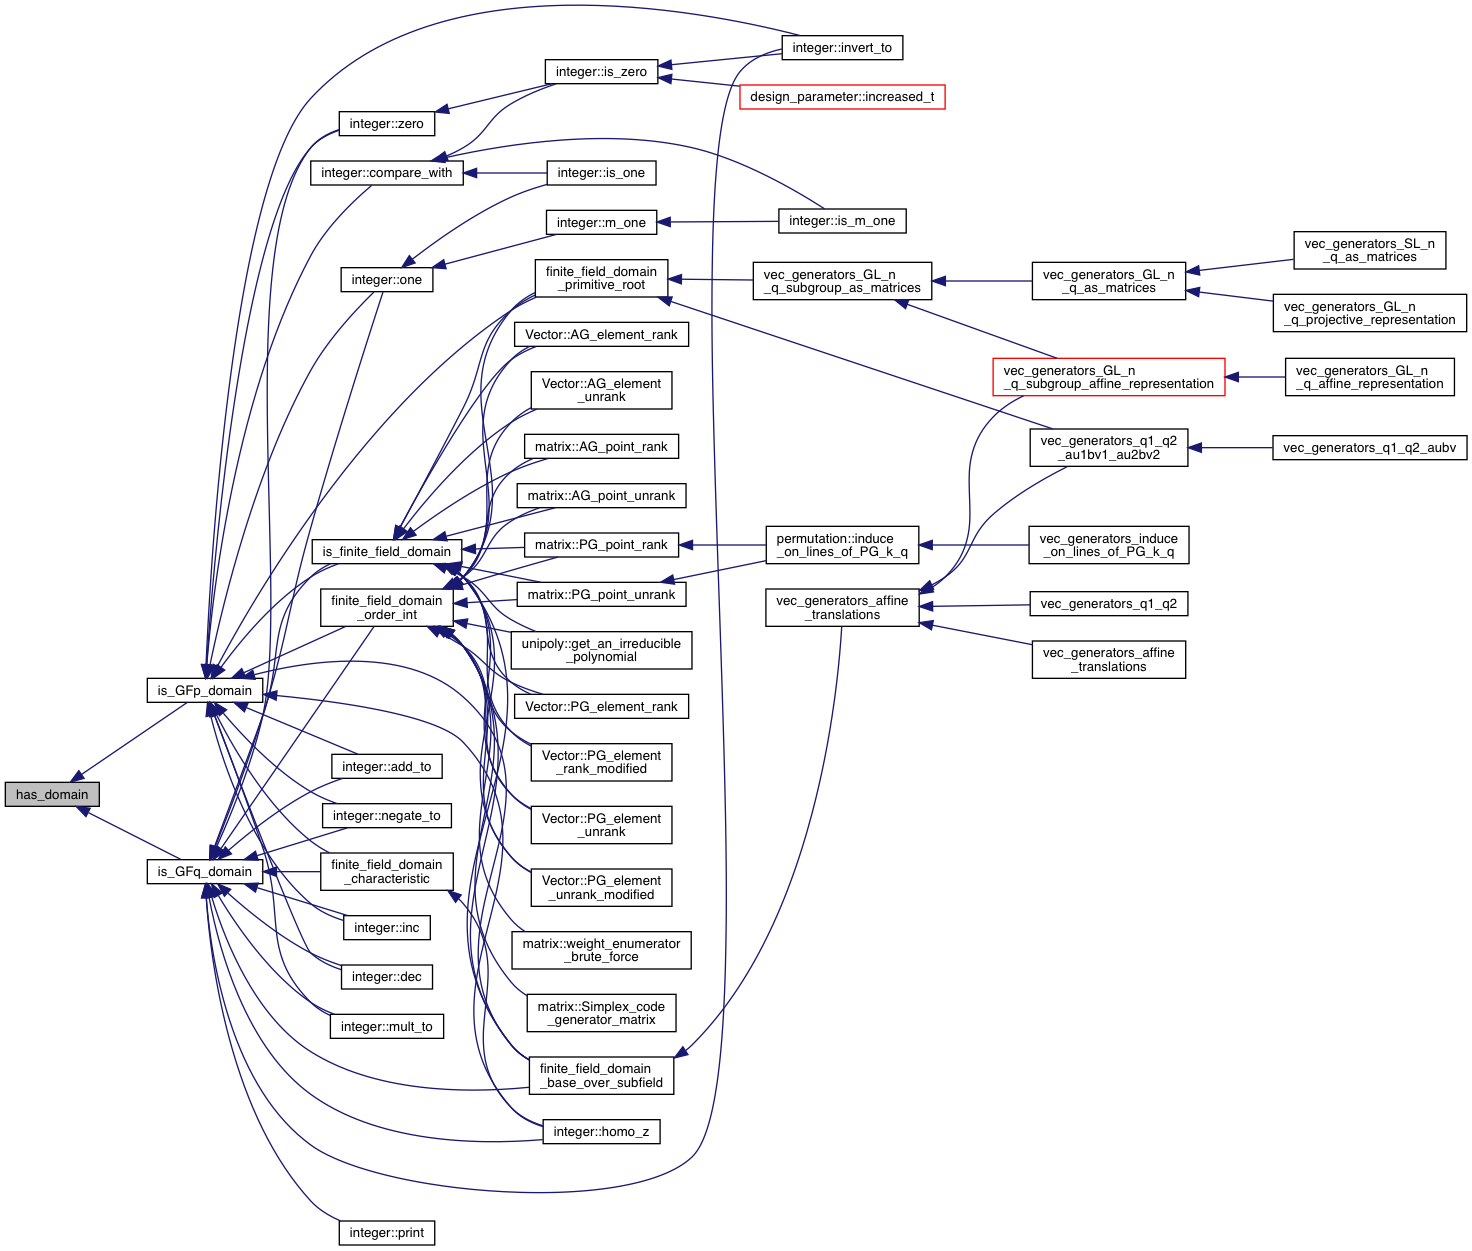 has_domain
is_GFp_domain
is_GFq_domain
integer::zero
integer::compare_with
integer::one
is_finite_field_domain
finite_field_domain
_order_int
integer::add_to
integer::negate_to
finite_field_domain
_characteristic
integer::inc
integer::dec
integer::mult_to
integer::print
integer::is_zero
integer::is_one
integer::m_one
finite_field_domain
_primitive_root
Vector::AG_element_rank
Vector::AG_element
_unrank
matrix::AG_point_rank
matrix::AG_point_unrank
matrix::PG_point_rank
matrix::PG_point_unrank
unipoly::get_an_irreducible
_polynomial
Vector::PG_element_rank
Vector::PG_element
_rank_modified
Vector::PG_element
_unrank
Vector::PG_element
_unrank_modified
matrix::weight_enumerator
_brute_force
matrix::Simplex_code
_generator_matrix
finite_field_domain
_base_over_subfield
integer::homo_z
integer::invert_to
design_parameter::increased_t
integer::is_m_one
vec_generators_GL_n
_q_subgroup_as_matrices
permutation::induce
_on_lines_of_PG_k_q
vec_generators_affine
_translations
vec_generators_GL_n
_q_as_matrices
vec_generators_GL_n
_q_subgroup_affine_representation
vec_generators_q1_q2
_au1bv1_au2bv2
vec_generators_induce
_on_lines_of_PG_k_q
vec_generators_q1_q2
vec_generators_affine
_translations
vec_generators_SL_n
_q_as_matrices
vec_generators_GL_n
_q_projective_representation
vec_generators_GL_n
_q_affine_representation
vec_generators_q1_q2_aubv